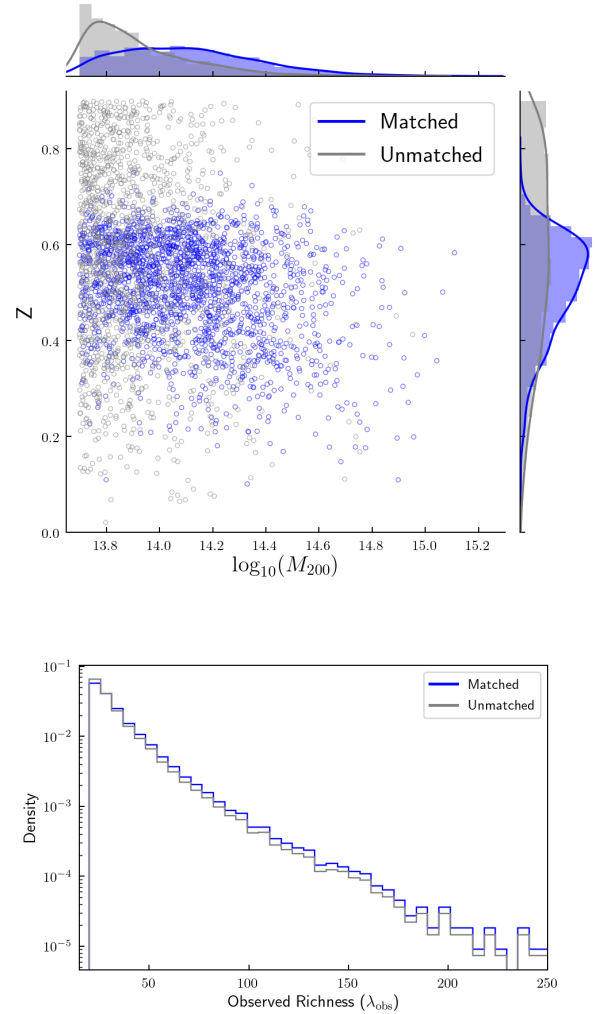 Matched
Unmatched
0.8
0.6
0.4
0.2
0.0
Z
13.8 14.0 14.2 14.4 14.6 14.8 15.0 15.2
log₁₀(M₂₀₀)
10⁻¹
10⁻²
10⁻³
10⁻⁴
10⁻⁵
Density
Matched
Unmatched
50 100 150 200 250
Observed Richness (λ_obs)